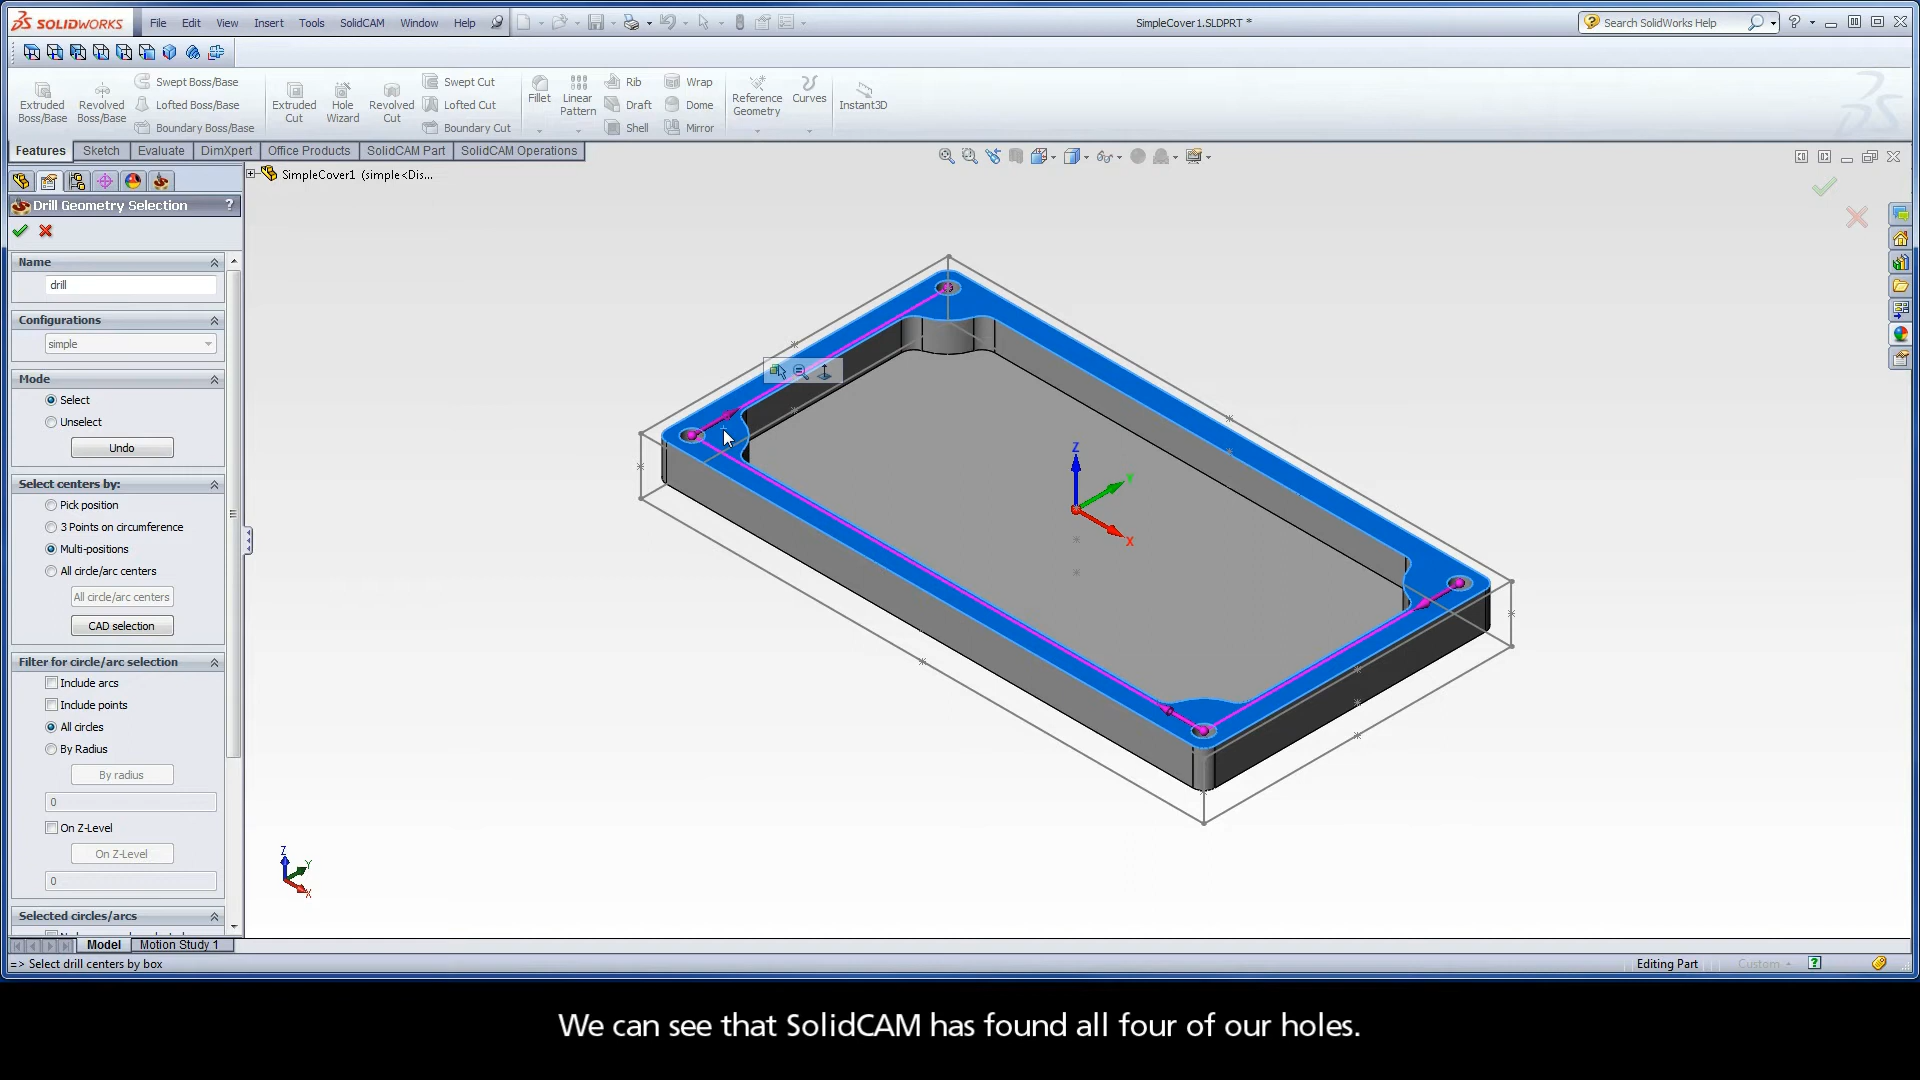 SOLIDWORKS File Edit View Insert Tools SolidCAM Window Help SimpleCover1.SLDPRT * Search SolidWorks Help
Extruded Boss/Base
Revolved Boss/Base
Swept Boss/Base
Lofted Boss/Base
Boundary Boss/Base
Extruded Cut
Hole Wizard
Revolved Cut
Swept Cut
Lofted Cut
Boundary Cut
Fillet
Linear Pattern
Rib
Draft
Shell
Wrap
Dome
Mirror
Reference Geometry
Curves
Instant3D
Features Sketch Evaluate DimXpert Office Products SolidCAM Part SolidCAM Operations
SimpleCover1 (simple<Dis...
Drill Geometry Selection ?
Name
drill
Configurations
simple
Mode
Select
Unselect
Undo
Select centers by:
Pick position
3 Points on circumference
Multi-positions
All circle/arc centers
All circle/arc centers
CAD selection
Filter for circle/arc selection
Include arcs
Include points
All circles
By Radius
By radius
0
On Z-Level
On Z-Level
0
Selected circles/arcs
Z
Y
X
Z
Y
X
Model Motion Study 1
=> Select drill centers by box Editing Part Custom
We can see that SolidCAM has found all four of our holes.